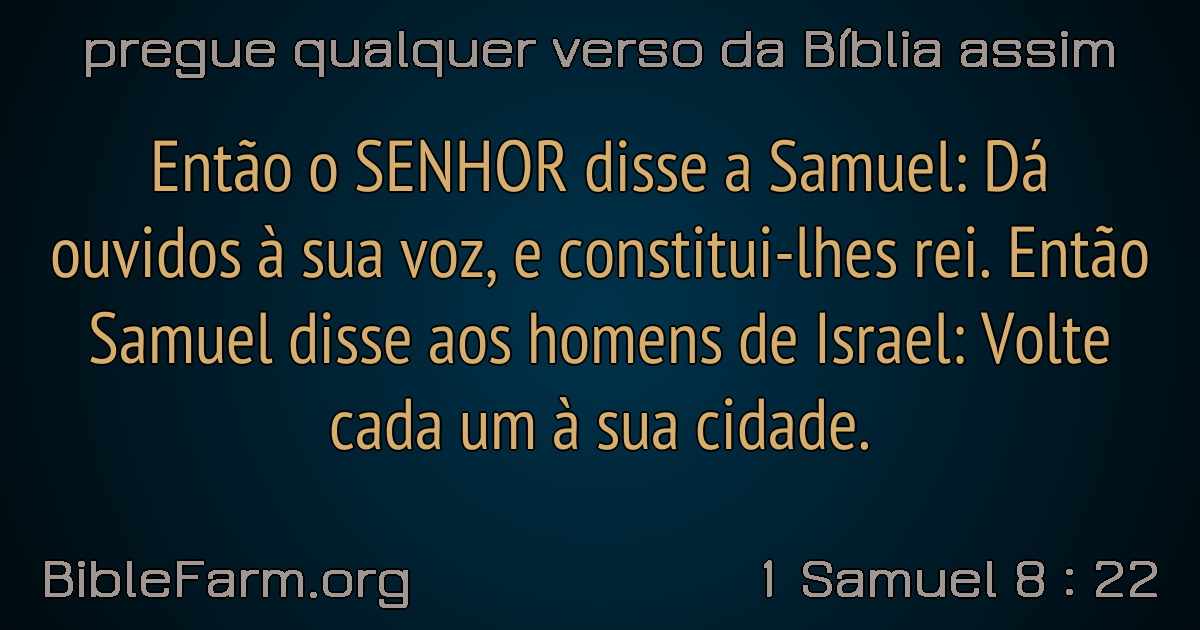 pregue qualquer verso da Bíblia assim
Então o SENHOR disse a Samuel: Dá
ouvidos à sua voz, e constitui-lhes rei. Então
Samuel disse aos homens de Israel: Volte
cada um à sua cidade.
BibleFarm.org
1 Samuel 8 : 22